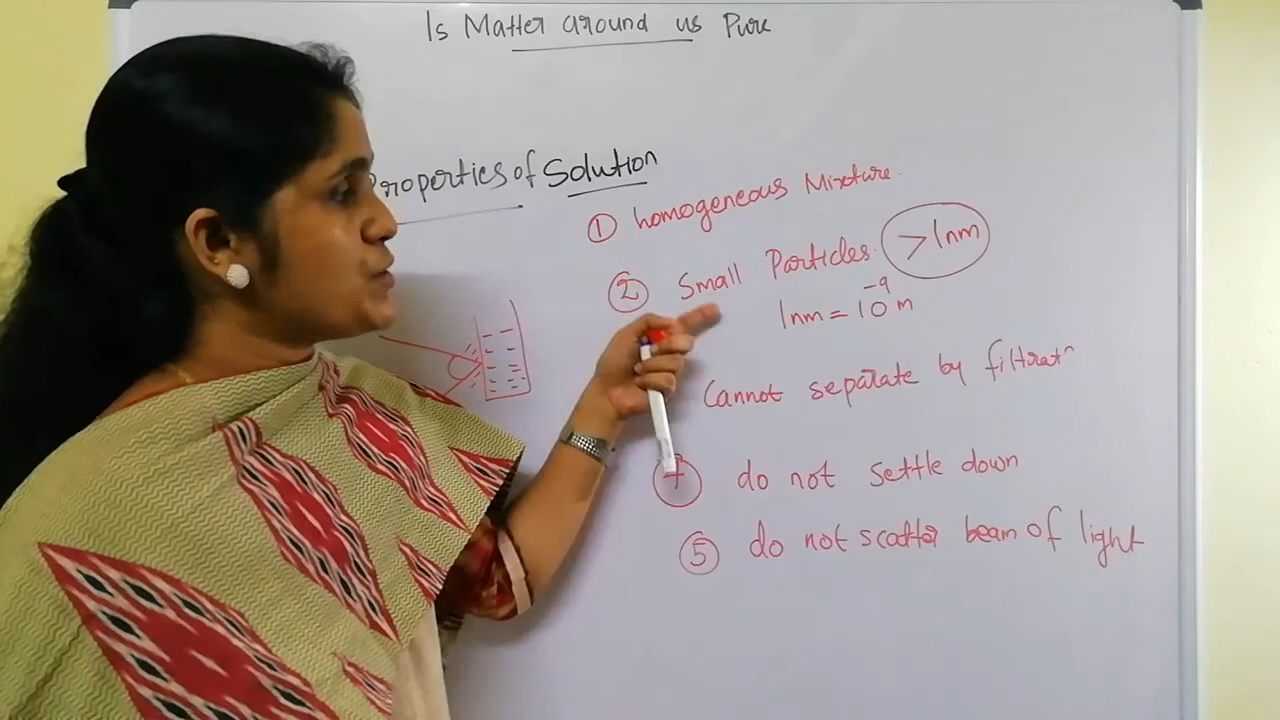 Is Matter around us Pure
Properties of Solution
① homogeneous Mixture.
② Small Particles. >1nm
1nm = 10⁻⁹ m
Cannot separate by filtratⁿ
④ do not settle down
⑤ do not scatter beam of light